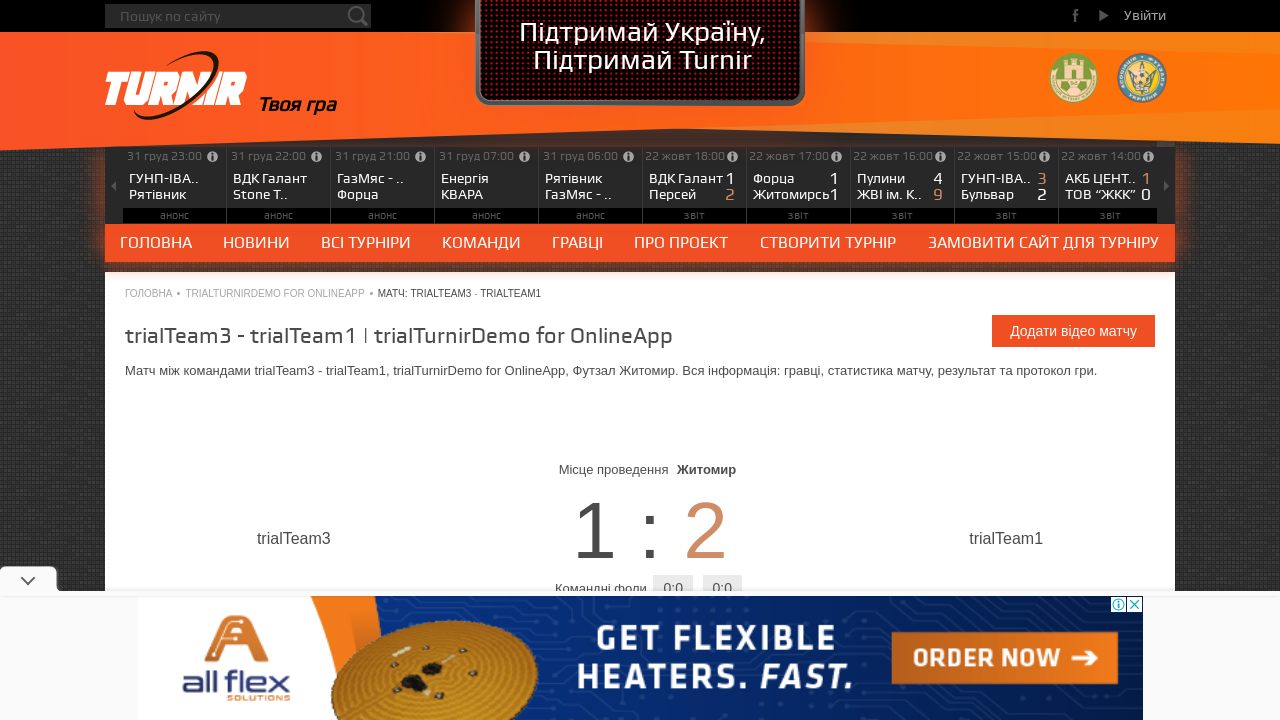 Пошук по сайту
Увійти
Підтримай Україну,
Підтримай Turnir
TURNIR
Твоя гра
31 груд 23:00
ГУНП-ІВА..
Рятівник
анонс
31 груд 22:00
ВДК Галант
Stone T..
анонс
31 груд 21:00
ГазМяс - ..
Форца
анонс
31 груд 07:00
Енергія
КВАРА
анонс
31 груд 06:00
Рятівник
ГазМяс - ..
анонс
22 жовт 18:00
ВДК Галант 1
Персей 2
звіт
22 жовт 17:00
Форца 1
Житомирсь 1
звіт
22 жовт 16:00
Пулини 4
ЖВІ ім. К.. 9
звіт
22 жовт 15:00
ГУНП-ІВА.. 3
Бульвар 2
звіт
22 жовт 14:00
АКБ ЦЕНТ.. 1
ТОВ “ЖКК” 0
звіт
ГОЛОВНА НОВИНИ ВСІ ТУРНІРИ КОМАНДИ ГРАВЦІ ПРО ПРОЕКТ СТВОРИТИ ТУРНІР ЗАМОВИТИ САЙТ ДЛЯ ТУРНІРУ
ГОЛОВНА • TRIALTURNIRDEMO FOR ONLINEAPP • МАТЧ: TRIALTEAM3 - TRIALTEAM1
trialTeam3 - trialTeam1 | trialTurnirDemo for OnlineApp
Додати відео матчу
Матч між командами trialTeam3 - trialTeam1, trialTurnirDemo for OnlineApp, Футзал Житомир. Вся інформація: гравці, статистика матчу, результат та протокол гри.
Місце проведення Житомир
trialTeam3 1 : 2 trialTeam1
Командні фоли 0:0 0:0
all flex
SOLUTIONS
GET FLEXIBLE
HEATERS. FAST.
ORDER NOW